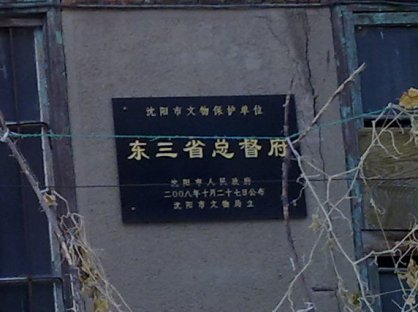 沈阳市文物保护单位
东三省总督府
沈阳市人民政府
二00八年十月二十七日公布
沈阳市文物局立